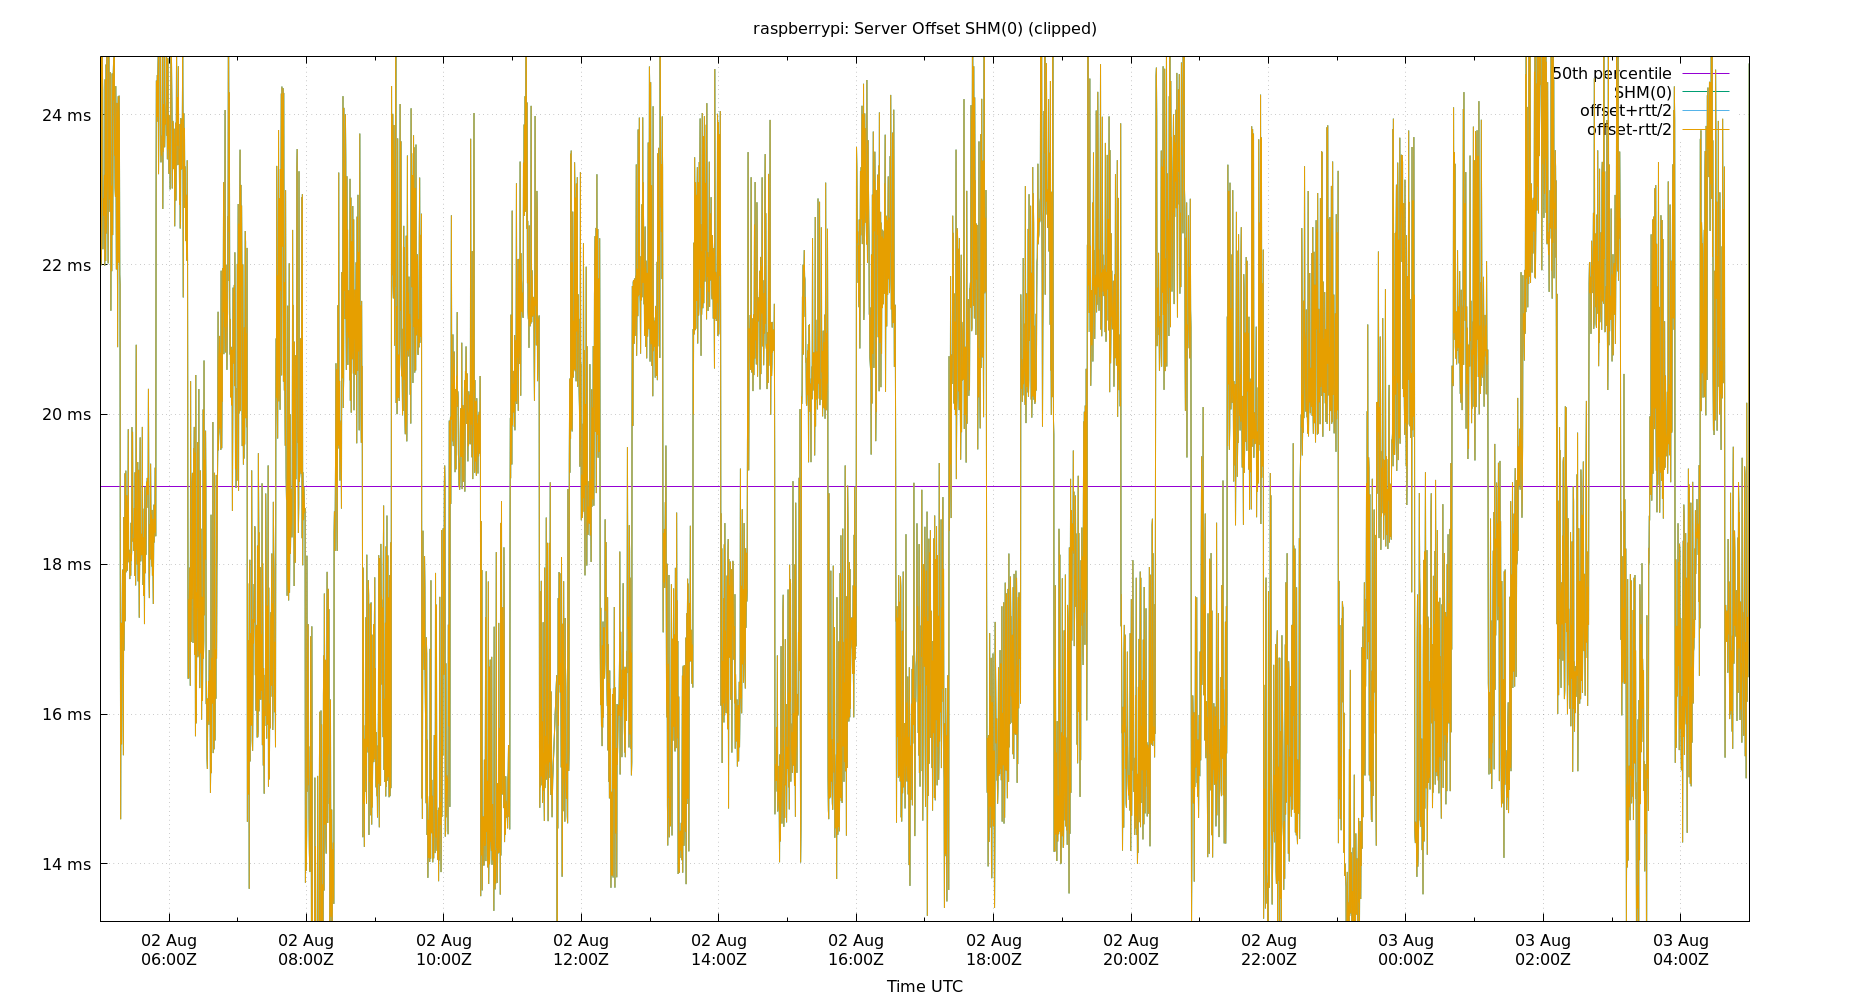 raspberrypi: Server Offset SHM(0) (clipped)
50th percentile
SHM(0)
offset+rtt/2
offset-rtt/2
24 ms
22 ms
20 ms
18 ms
16 ms
14 ms
02 Aug 02 Aug 02 Aug 02 Aug 02 Aug 02 Aug 02 Aug 02 Aug 02 Aug 03 Aug 03 Aug 03 Aug
06:00Z 08:00Z 10:00Z 12:00Z 14:00Z 16:00Z 18:00Z 20:00Z 22:00Z 00:00Z 02:00Z 04:00Z
Time UTC